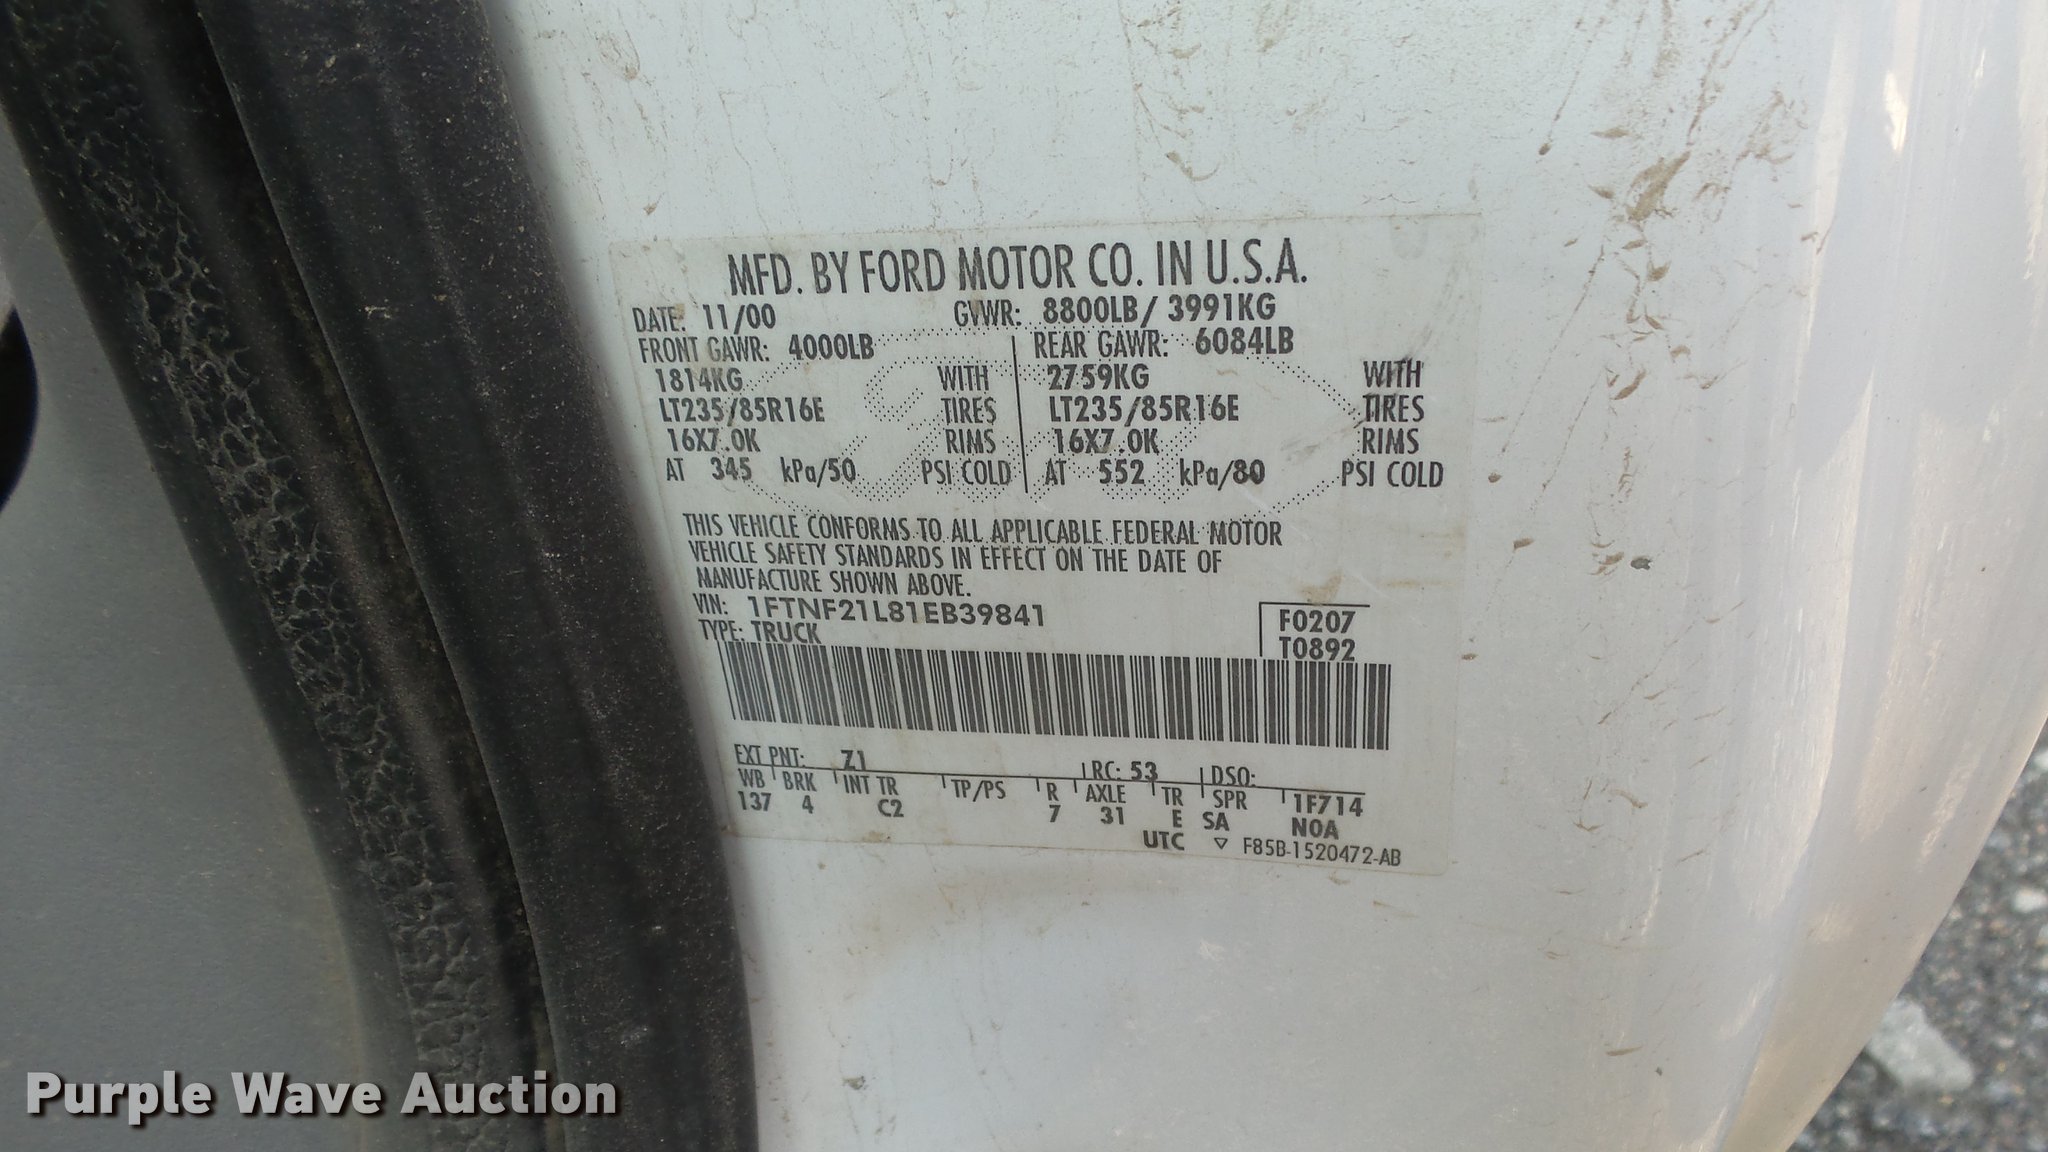 MFD. BY FORD MOTOR CO. IN U.S.A.
DATE: 11/00 GVWR: 8800LB/ 3991KG
FRONT GAWR: 4000LB REAR GAWR: 6084LB
1814KG WITH 2759KG WITH
LT235/85R16E TIRES LT235/85R16E TIRES
16X7.0K RIMS 16X7.0K RIMS
AT 345 kPa/50 PSI COLD AT 552 kPa/80 PSI COLD
THIS VEHICLE CONFORMS TO ALL APPLICABLE FEDERAL MOTOR
VEHICLE SAFETY STANDARDS IN EFFECT ON THE DATE OF
MANUFACTURE SHOWN ABOVE.
VIN: 1FTNF21L81EB39841 F0207
TYPE: TRUCK T0892
EXT PNT: Z1 RC: 53 DSO:
WB BRK INT TR TP/PS R AXLE TR SPR 1F714
137 4 C2 7 31 E SA N0A
UTC ▽ F85B-1520472-AB
Purple Wave Auction